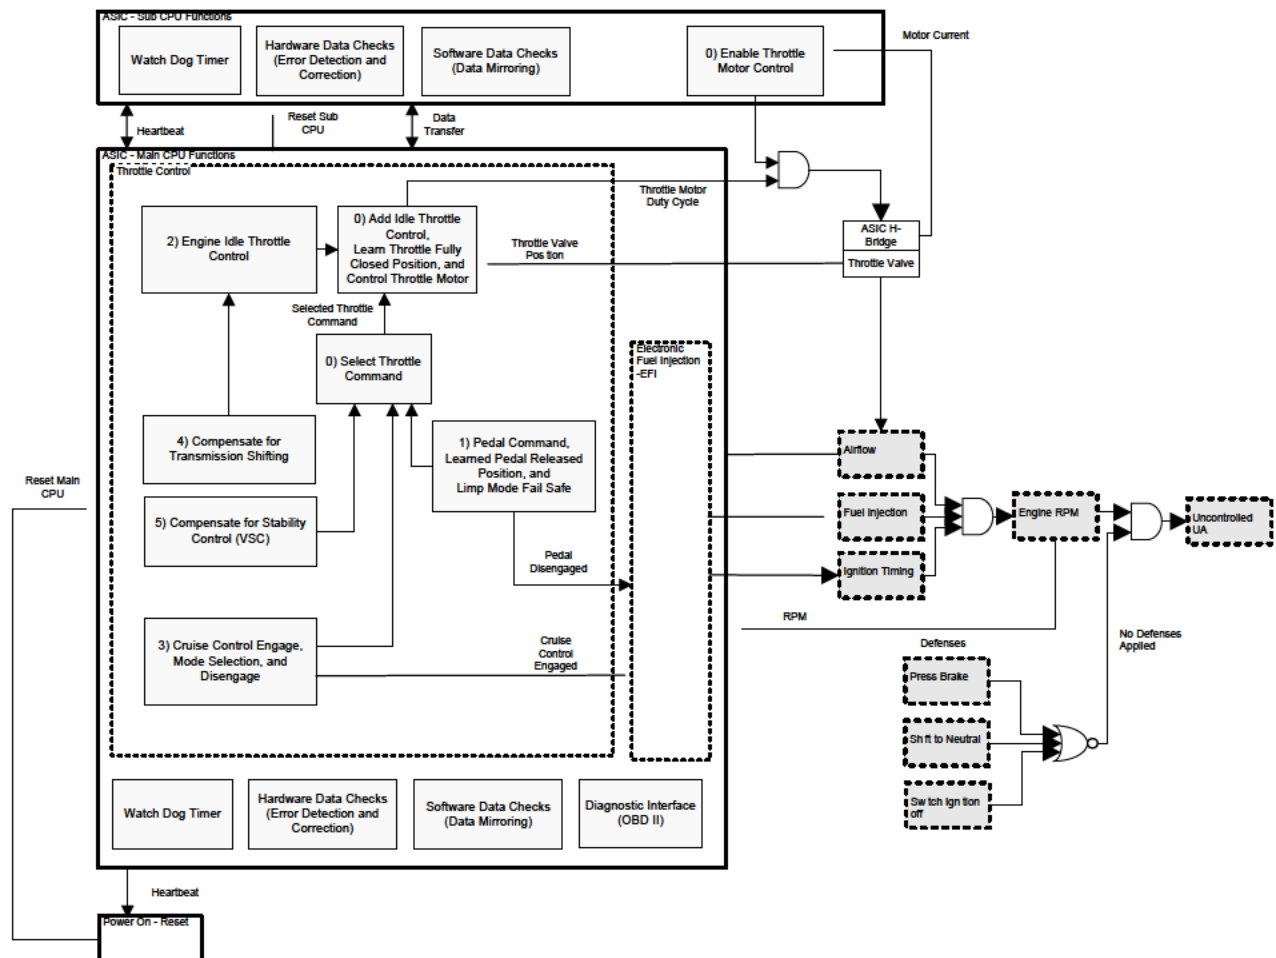 ASIC - Sub CPU Functions
Watch Dog Timer
Hardware Data Checks
(Error Detection and
Correction)
Software Data Checks
(Data Mirroring)
0) Enable Throttle
Motor Control
Motor Current
Heartbeat
Reset Sub
CPU
Data
Transfer
ASIC - Main CPU Functions
Throttle Control
2) Engine Idle Throttle
Control
0) Add Idle Throttle
Control,
Learn Throttle Fully
Closed Position, and
Control Throttle Motor
Throttle Motor
Duty Cycle
Throttle Valve
Position
ASIC H-
Bridge
Throttle Valve
Selected Throttle
Command
0) Select Throttle
Command
Electronic
Fuel Injection
-EFI
4) Compensate for
Transmission Shifting
1) Pedal Command,
Learned Pedal Released
Position, and
Limp Mode Fail Safe
Reset Main
CPU
5) Compensate for Stability
Control (VSC)
Pedal
Disengaged
3) Cruise Control Engage,
Mode Selection, and
Disengage
Cruise
Control
Engaged
Airflow
Fuel Injection
Ignition Timing
Engine RPM
Uncontrolled
UA
RPM
Defenses
No Defenses
Applied
Press Brake
Shift to Neutral
Switch Ignition
off
Watch Dog Timer
Hardware Data Checks
(Error Detection and
Correction)
Software Data Checks
(Data Mirroring)
Diagnostic Interface
(OBD II)
Heartbeat
Power On - Reset